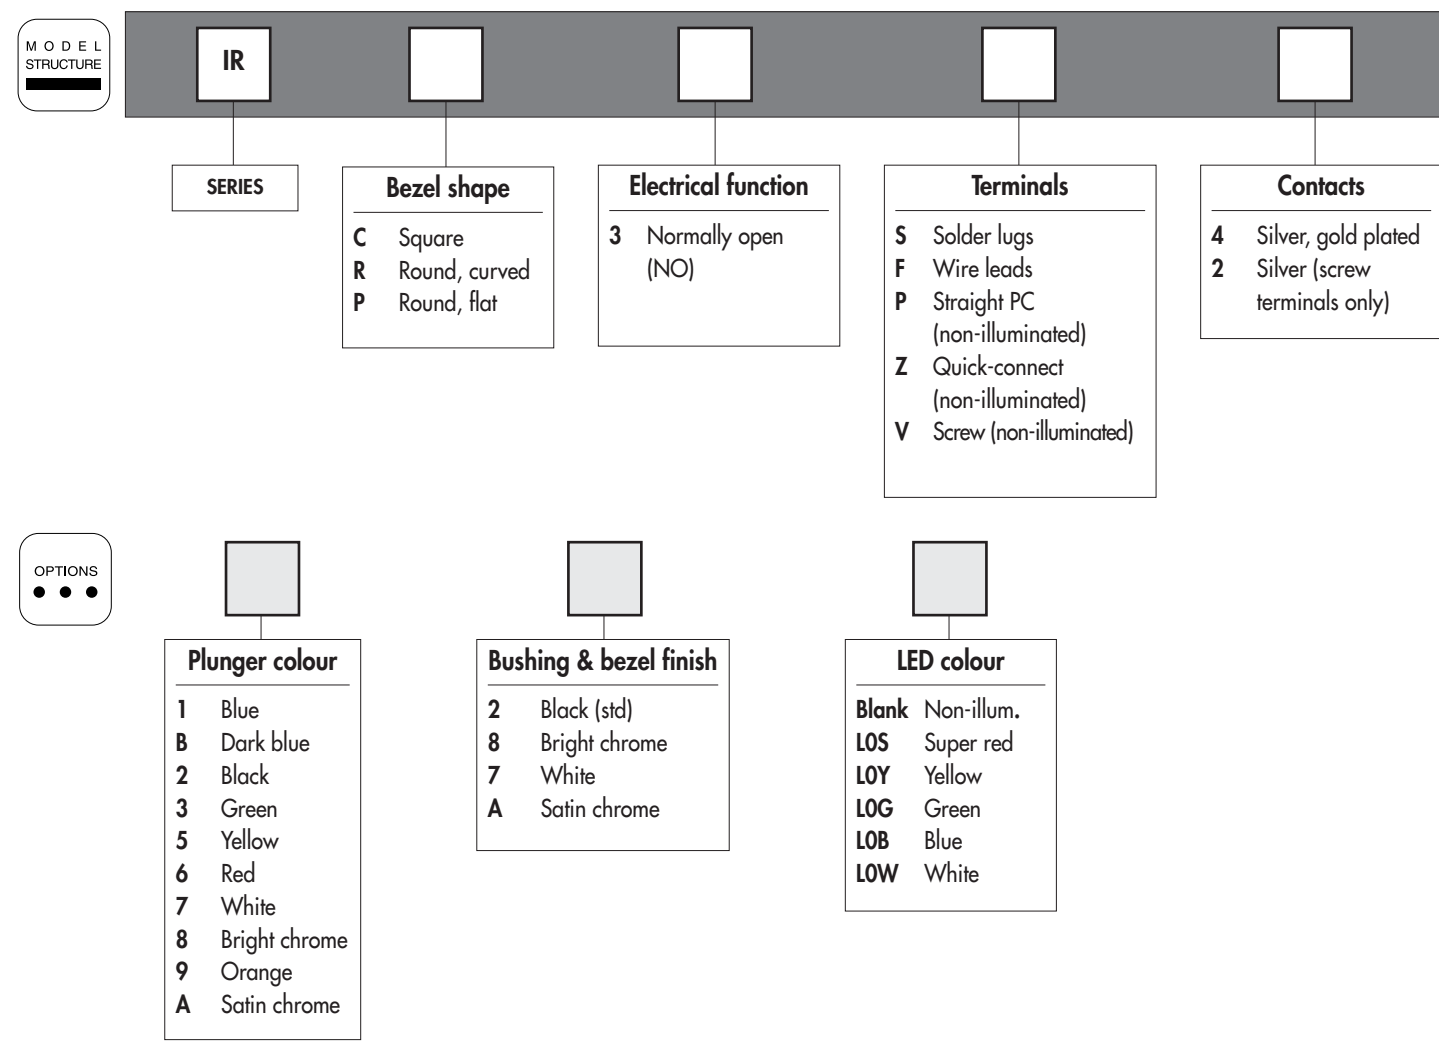 MODEL
STRUCTURE
IR
SERIES
Bezel shape
C Square
R Round, curved
P Round, flat
Electrical function
3 Normally open
(NO)
Terminals
S Solder lugs
F Wire leads
P Straight PC
(non-illuminated)
Z Quick-connect
(non-illuminated)
V Screw (non-illuminated)
Contacts
4 Silver, gold plated
2 Silver (screw
terminals only)
OPTIONS
Plunger colour
1 Blue
B Dark blue
2 Black
3 Green
5 Yellow
6 Red
7 White
8 Bright chrome
9 Orange
A Satin chrome
Bushing & bezel finish
2 Black (std)
8 Bright chrome
7 White
A Satin chrome
LED colour
Blank Non-illum.
L0S Super red
L0Y Yellow
L0G Green
L0B Blue
L0W White